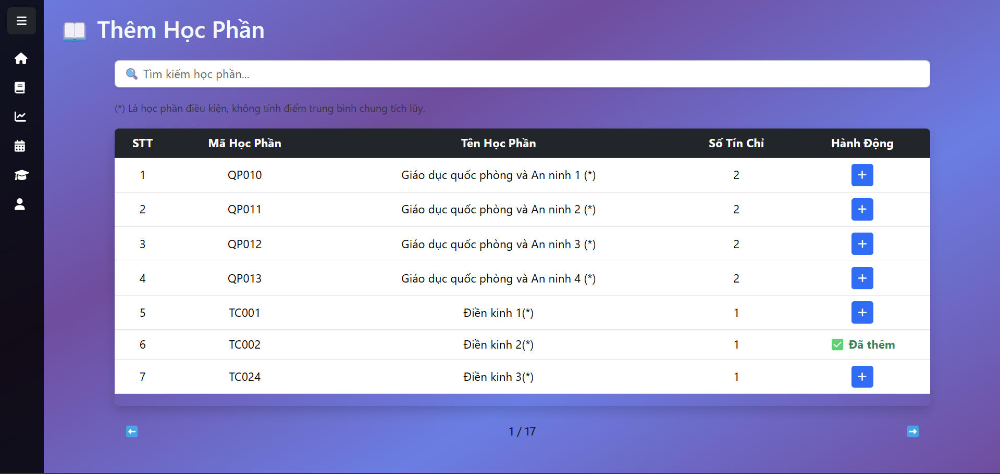 Thêm Học Phần
Tìm kiếm học phần...
(*) Là học phần điều kiện, không tính điểm trung bình chung tích lũy.
STT Mã Học Phần Tên Học Phần Số Tín Chỉ Hành Động
1 QP010 Giáo dục quốc phòng và An ninh 1 (*) 2 +
2 QP011 Giáo dục quốc phòng và An ninh 2 (*) 2 +
3 QP012 Giáo dục quốc phòng và An ninh 3 (*) 2 +
4 QP013 Giáo dục quốc phòng và An ninh 4 (*) 2 +
5 TC001 Điền kinh 1(*) 1 +
6 TC002 Điền kinh 2(*) 1 Đã thêm
7 TC024 Điền kinh 3(*) 1 +
1 / 17